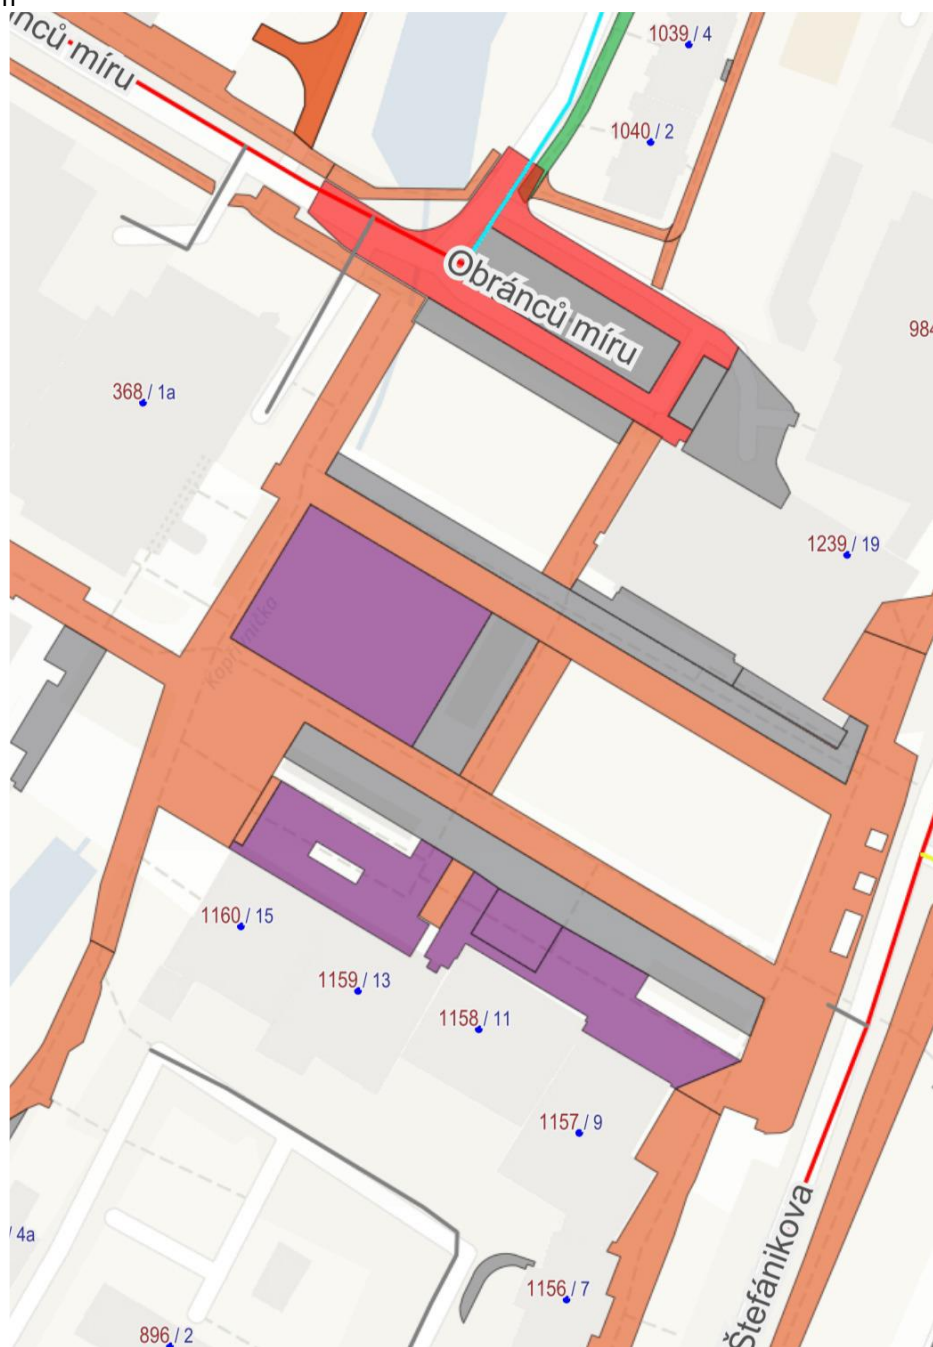 nců míru
1039 / 4
1040 / 2
Obránců míru
984
368 / 1a
1239 / 19
Kopřivnička
1160 / 15
1159 / 13
1158 / 11
1157 / 9
/ 4a
1156 / 7
Štefánikova
896 / 2